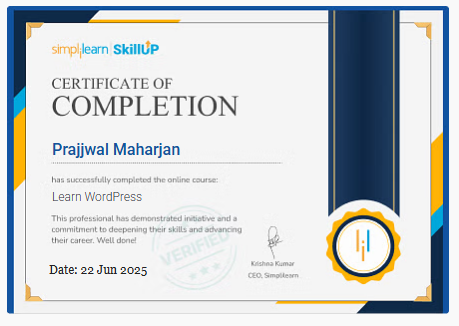 simplilearn SkillUP
CERTIFICATE OF
COMPLETION
Prajjwal Maharjan
has successfully completed the online course:
Learn WordPress
This professional has demonstrated initiative and a
commitment to deepening their skills and advancing
their career. Well done!
VERIFIED
Date: 22 Jun 2025
Krishna Kumar
CEO, Simplilearn